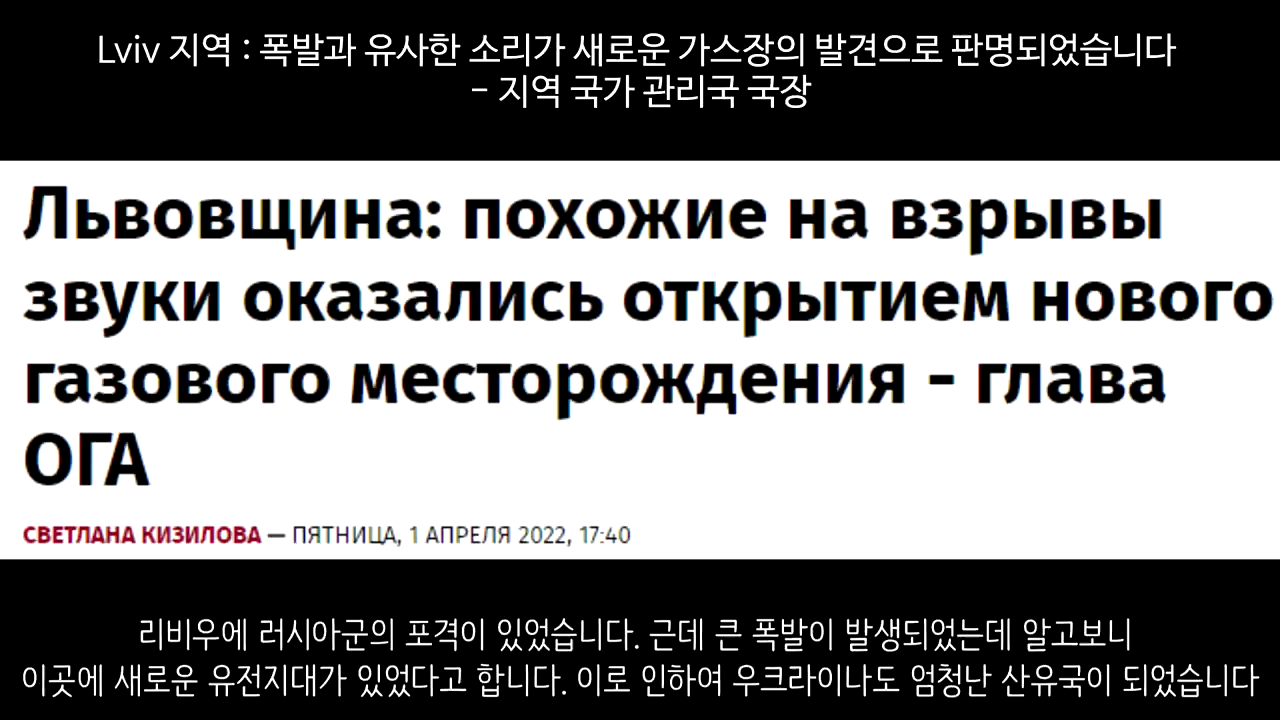 Lviv 지역 : 폭발과 유사한 소리가 새로운 가스장의 발견으로 판명되었습니다
- 지역 국가 관리국 국장
Львовщина: похожие на взрывы
звуки оказались открытием нового
газового месторождения - глава
ОГА
СВЕТЛАНА КИЗИЛОВА — ПЯТНИЦА, 1 АПРЕЛЯ 2022, 17:40
리비우에 러시아군의 포격이 있었습니다. 근데 큰 폭발이 발생되었는데 알고보니
이곳에 새로운 유전지대가 있었다고 합니다. 이로 인하여 우크라이나도 엄청난 산유국이 되었습니다